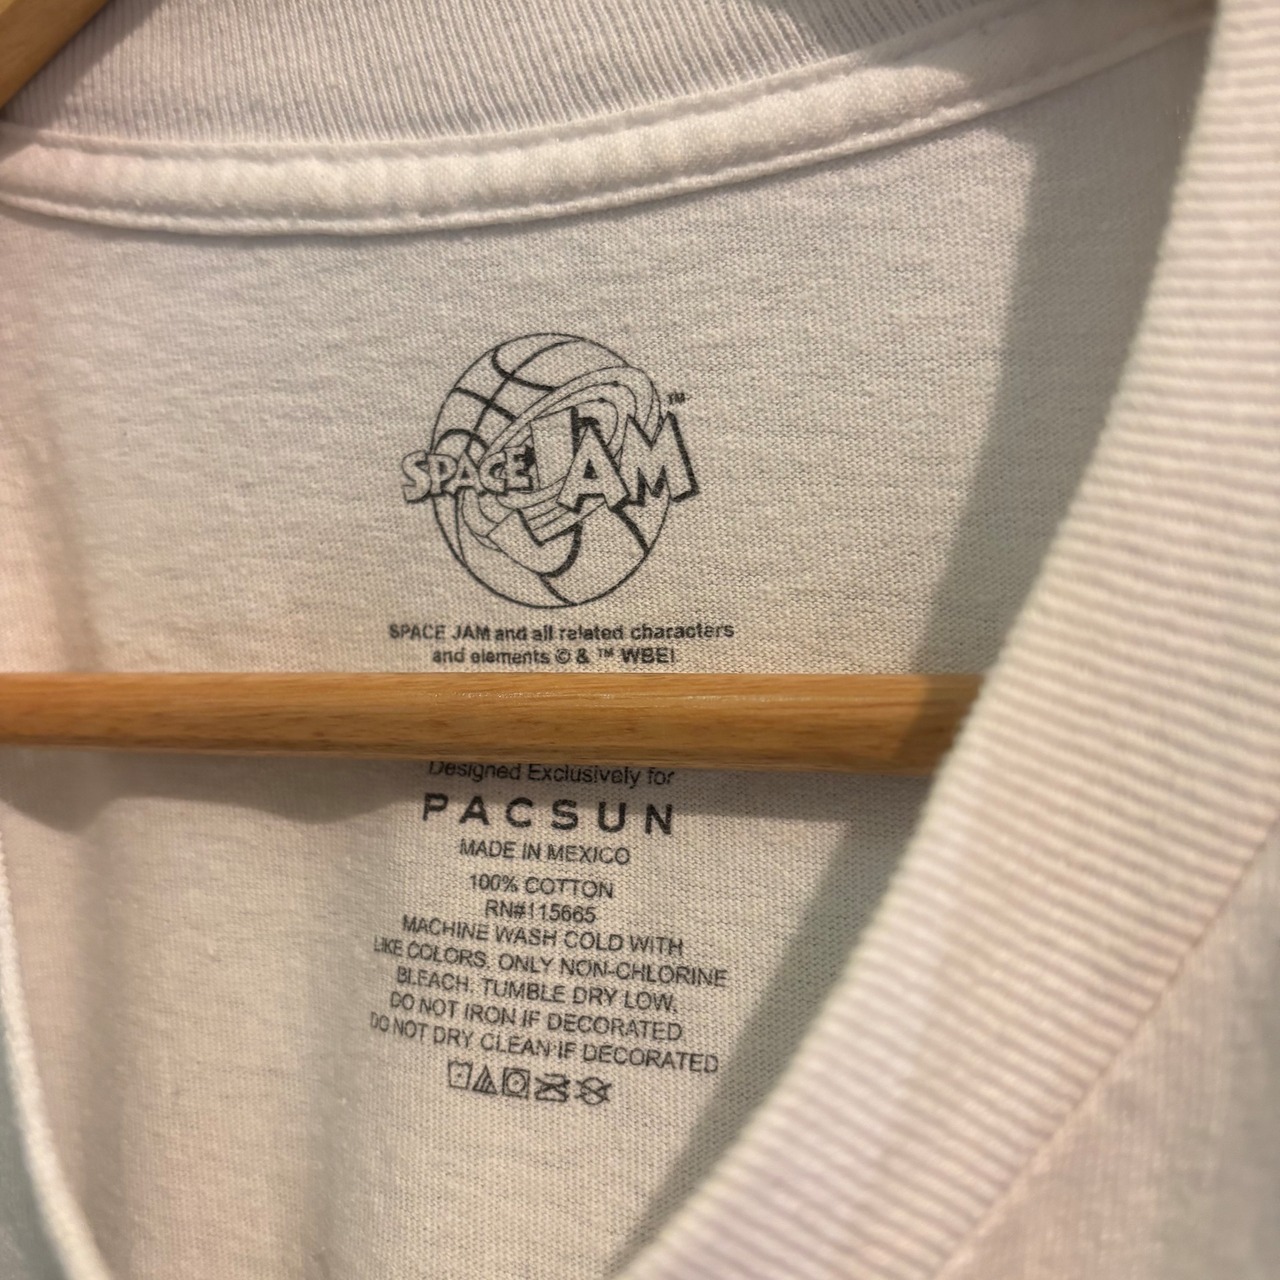 SPACE JAM™
SPACE JAM and all related characters
and elements © & ™ WBEI
Designed Exclusively for
PACSUN
MADE IN MEXICO
100% COTTON
RN#115665
MACHINE WASH COLD WITH
LIKE COLORS. ONLY NON-CHLORINE
BLEACH. TUMBLE DRY LOW,
DO NOT IRON IF DECORATED
DO NOT DRY CLEAN IF DECORATED